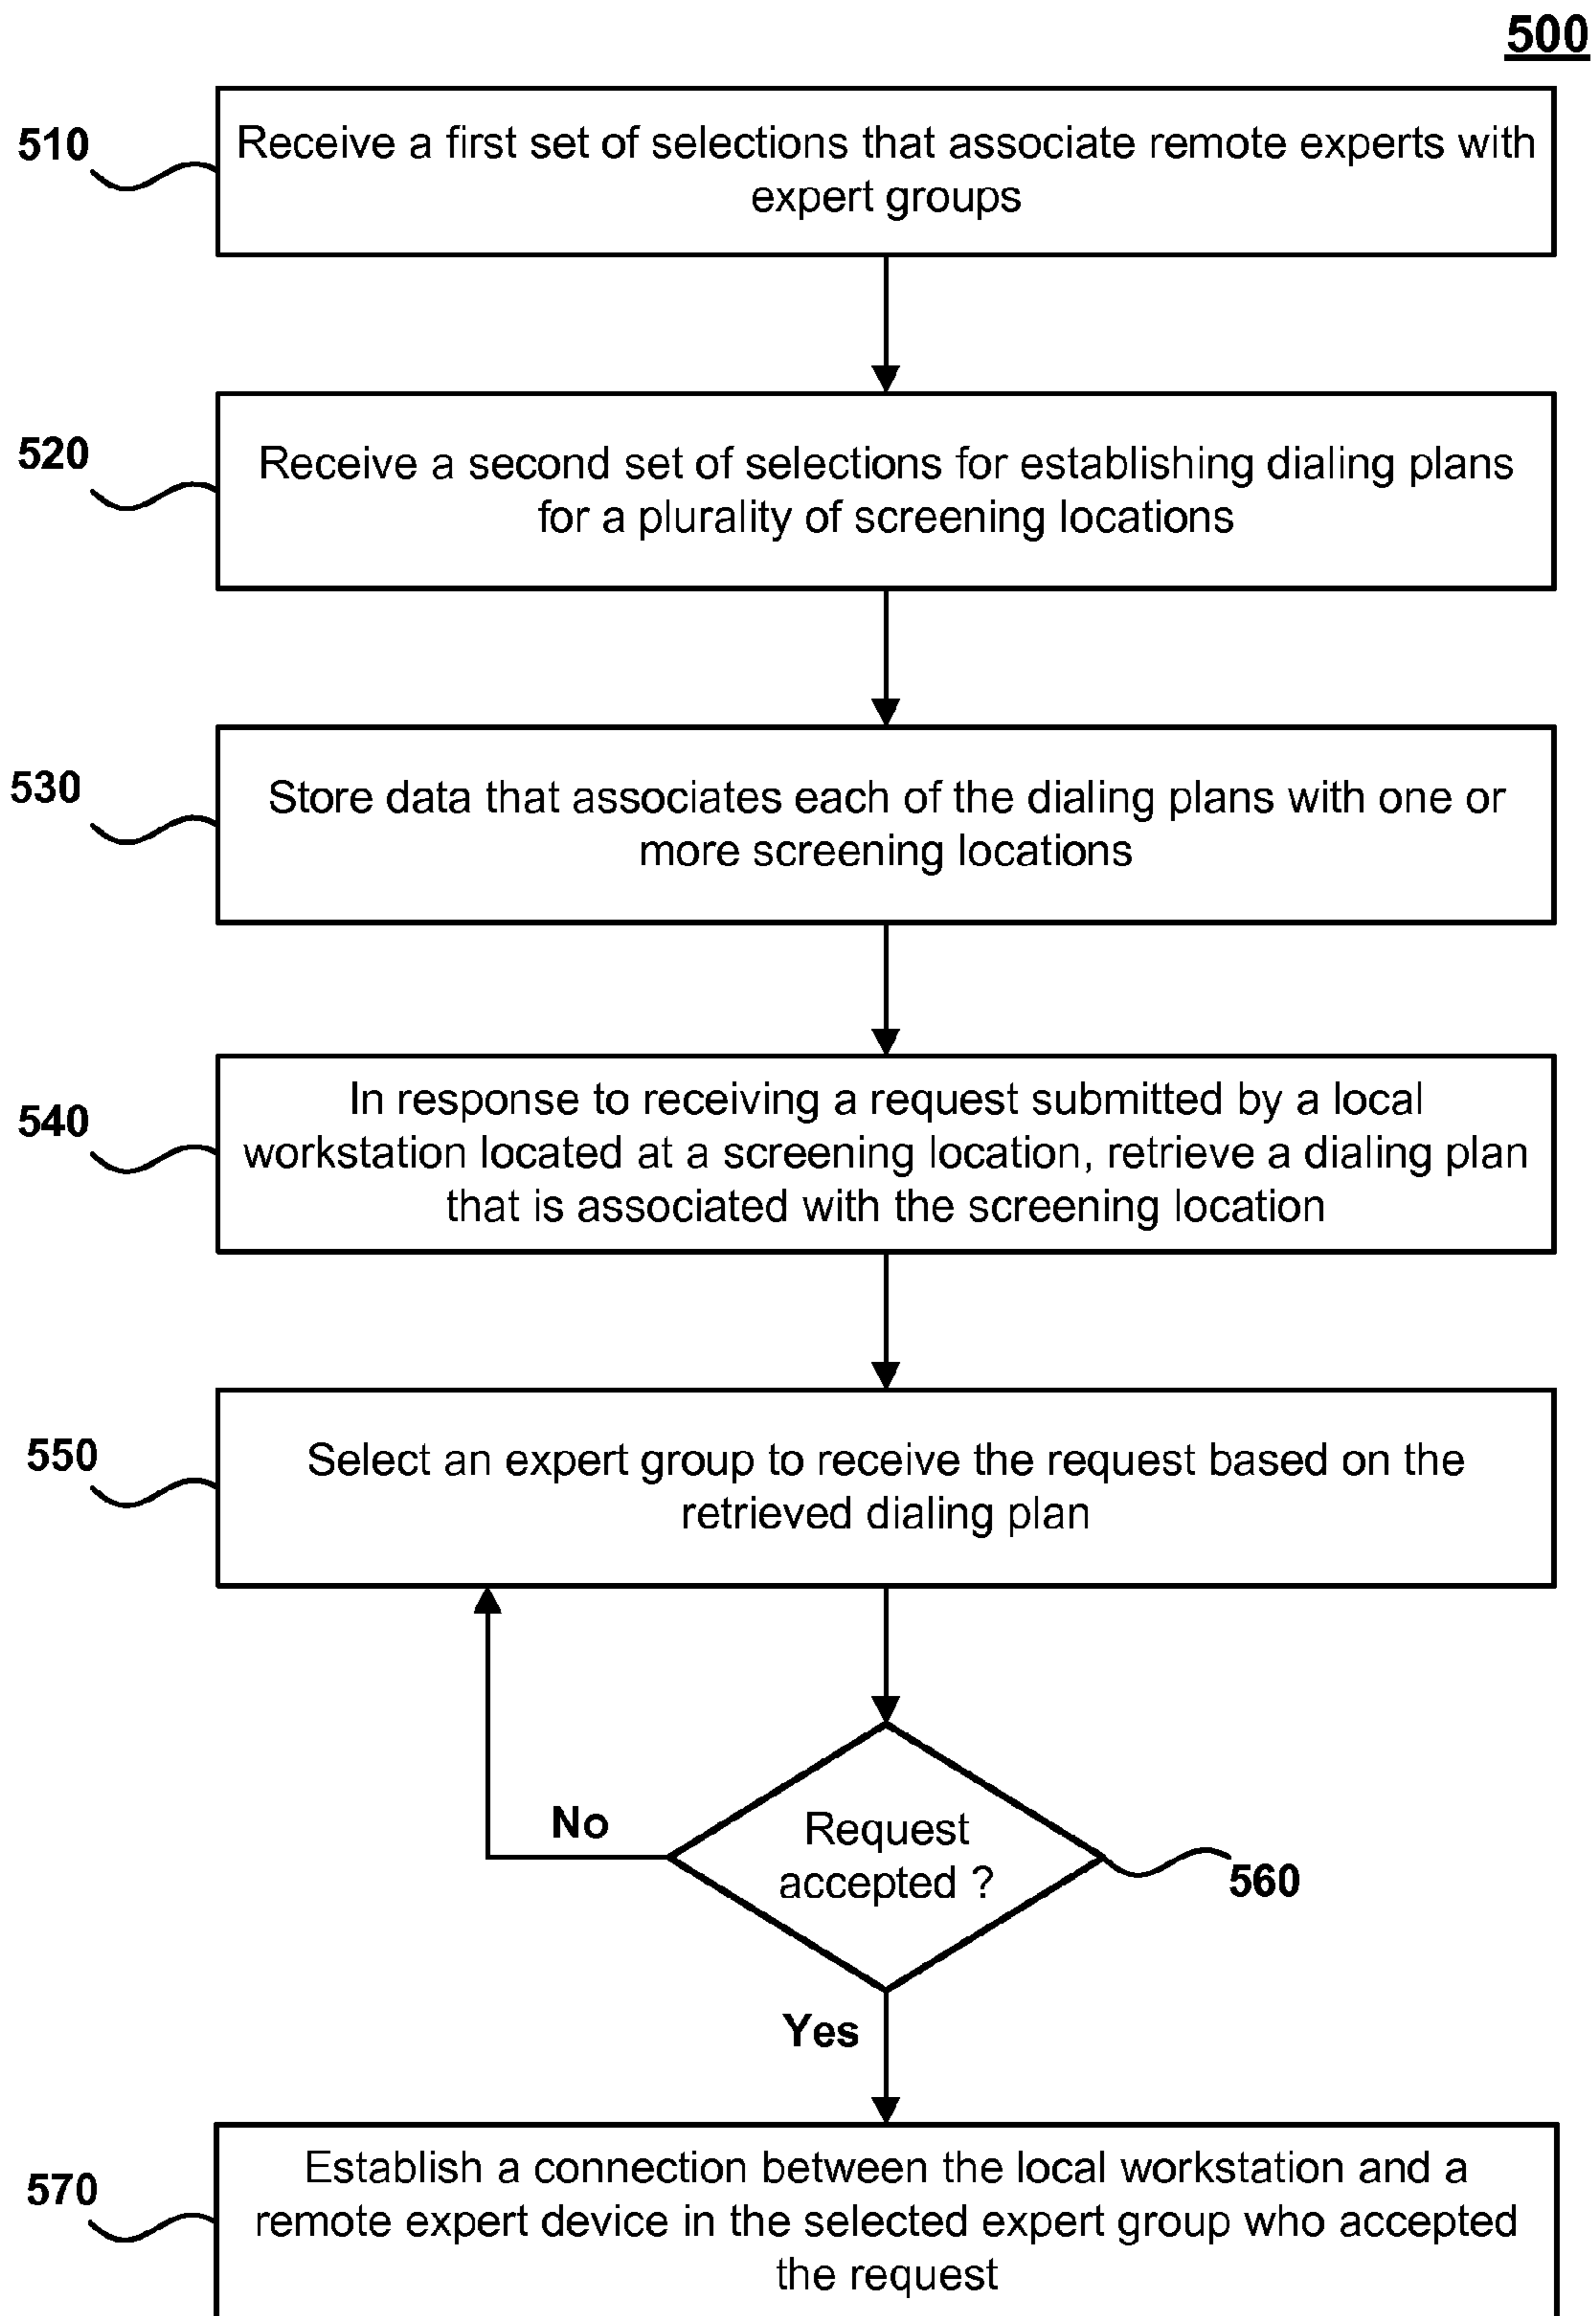 500
510
Receive a first set of selections that associate remote experts with
expert groups
520
Receive a second set of selections for establishing dialing plans
for a plurality of screening locations
530
Store data that associates each of the dialing plans with one or
more screening locations
540
In response to receiving a request submitted by a local
workstation located at a screening location, retrieve a dialing plan
that is associated with the screening location
550
Select an expert group to receive the request based on the
retrieved dialing plan
No
Request
accepted ?
560
Yes
570
Establish a connection between the local workstation and a
remote expert device in the selected expert group who accepted
the request